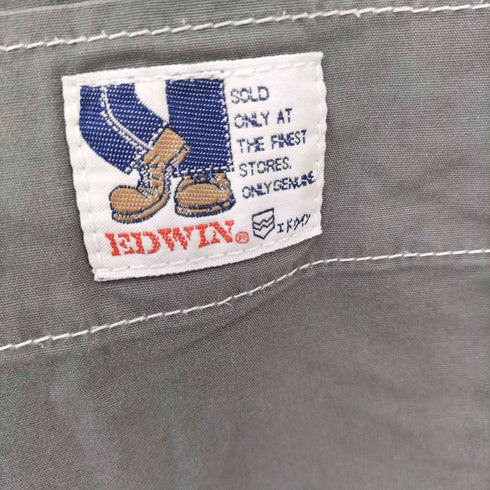 SOLD
ONLY AT
THE FINEST
STORES.
ONLY GENUINE
EDWIN®
エドウイン